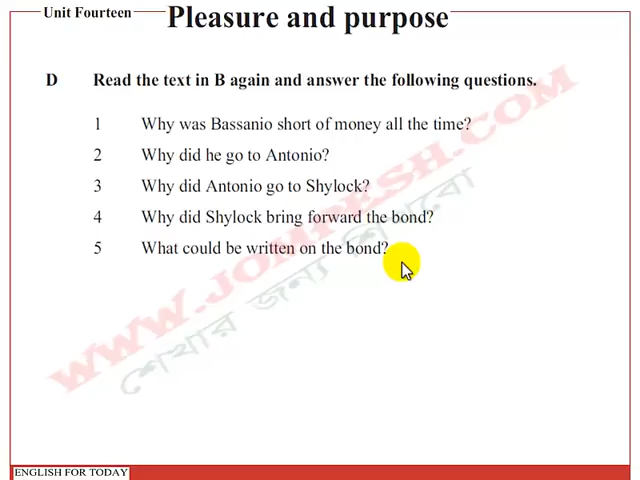 Unit Fourteen
Pleasure and purpose
D Read the text in B again and answer the following questions.
1 Why was Bassanio short of money all the time?
2 Why did he go to Antonio?
3 Why did Antonio go to Shylock?
4 Why did Shylock bring forward the bond?
5 What could be written on the bond?
WWW.JOMPESH.COM
শেখার জন্য শিখবো
ENGLISH FOR TODAY